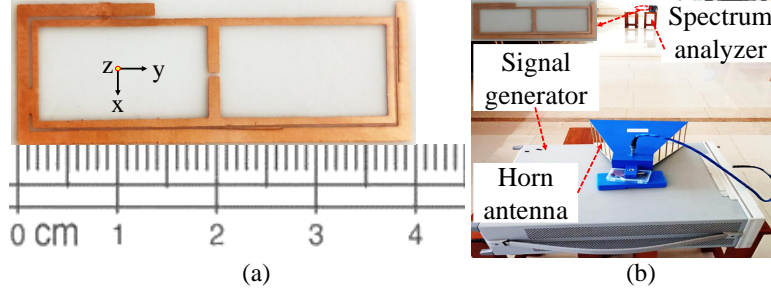 z
y
x
0 cm 1 2 3 4
(a)
Spectrum
analyzer
Signal
generator
Horn
antenna
(b)